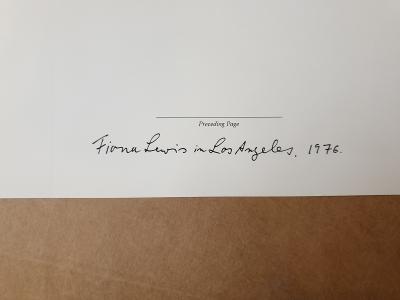 Preceding Page
Fiona Lewis in Los Angeles, 1976.